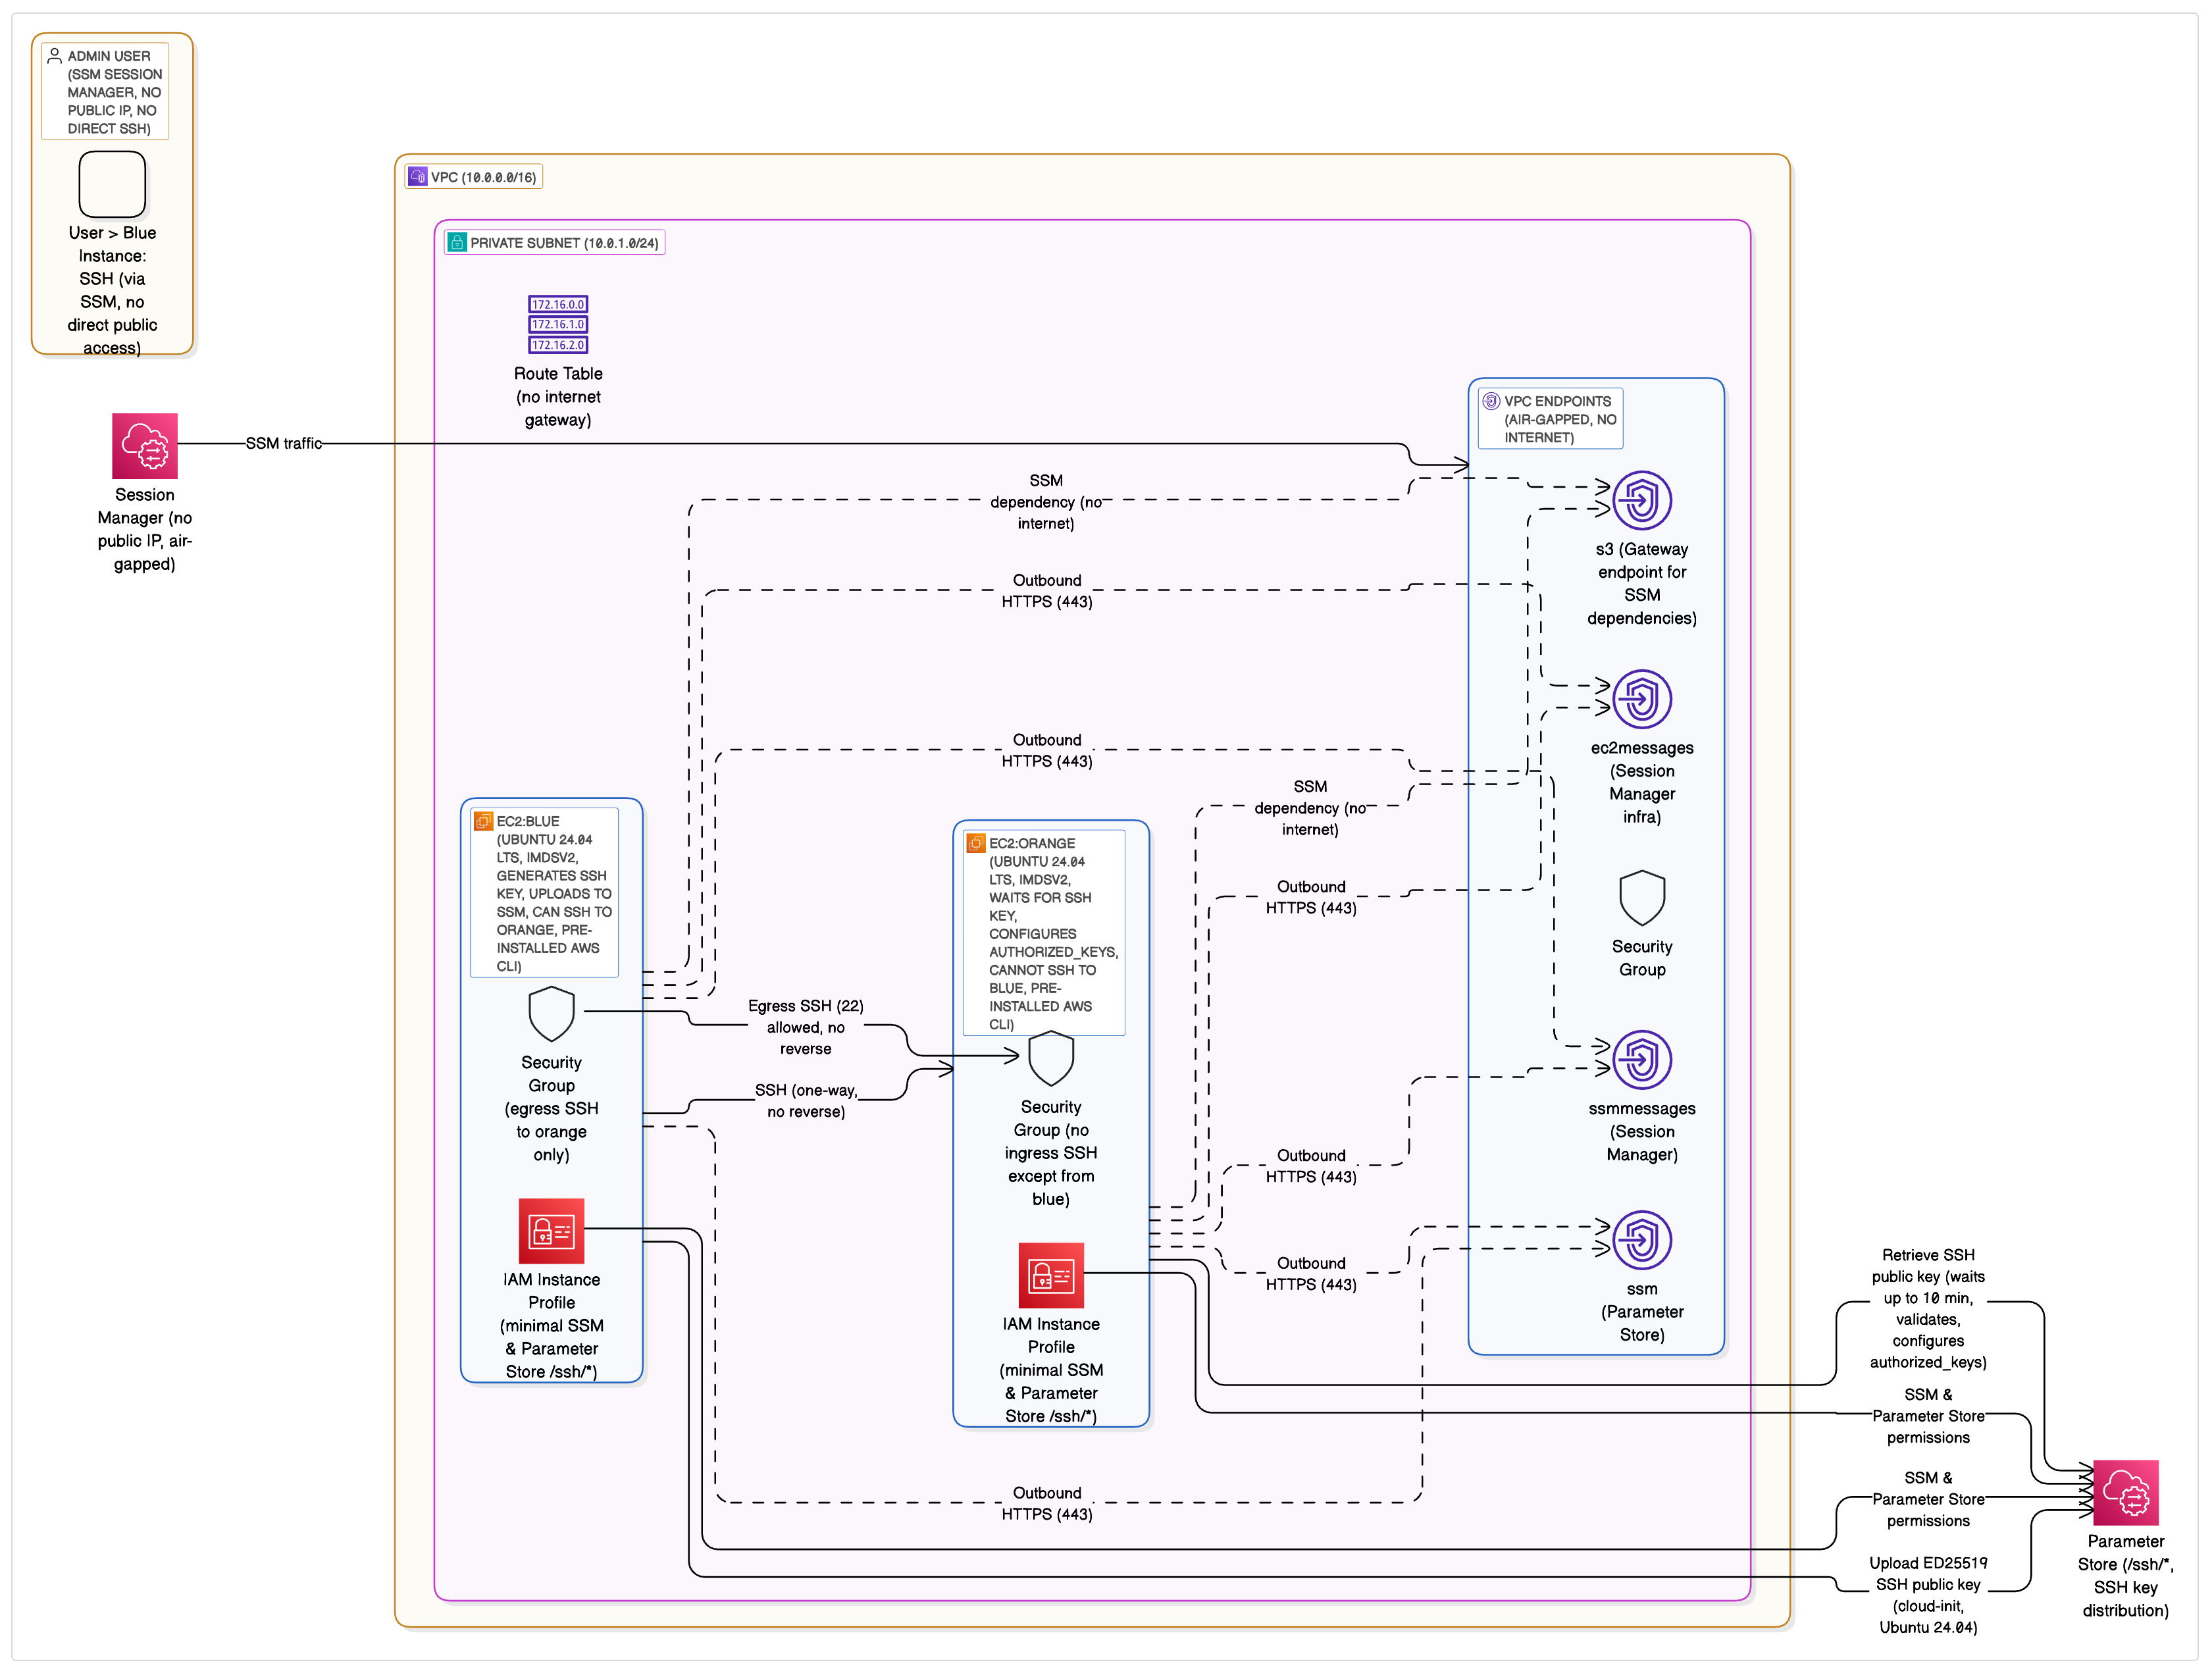 ADMIN USER
(SSM SESSION
MANAGER, NO
PUBLIC IP, NO
DIRECT SSH)
User > Blue
Instance:
SSH (via
SSM, no
direct public
access)
VPC (10.0.0.0/16)
PRIVATE SUBNET (10.0.1.0/24)
172.16.0.0
172.16.1.0
172.16.2.0
Route Table
(no internet
gateway)
SSM traffic
Session
Manager (no
public IP, air-
gapped)
VPC ENDPOINTS
(AIR-GAPPED, NO
INTERNET)
SSM
dependency (no
internet)
s3 (Gateway
endpoint for
SSM
dependencies)
Outbound
HTTPS (443)
ec2messages
(Session
Manager
infra)
Outbound
HTTPS (443)
SSM
dependency (no
internet)
Outbound
HTTPS (443)
Security
Group
EC2:BLUE
(UBUNTU 24.04
LTS, IMDSV2,
GENERATES SSH
KEY, UPLOADS TO
SSM, CAN SSH TO
ORANGE, PRE-
INSTALLED AWS
CLI)
Security
Group
(egress SSH
to orange
only)
IAM Instance
Profile
(minimal SSM
& Parameter
Store /ssh/*)
Egress SSH (22)
allowed, no
reverse
SSH (one-way,
no reverse)
EC2:ORANGE
(UBUNTU 24.04
LTS, IMDSV2,
WAITS FOR SSH
KEY,
CONFIGURES
AUTHORIZED_KEYS,
CANNOT SSH TO
BLUE, PRE-
INSTALLED AWS
CLI)
Security
Group (no
ingress SSH
except from
blue)
IAM Instance
Profile
(minimal SSM
& Parameter
Store /ssh/*)
ssmmessages
(Session
Manager)
Outbound
HTTPS (443)
Outbound
HTTPS (443)
ssm
(Parameter
Store)
Outbound
HTTPS (443)
Retrieve SSH
public key (waits
up to 10 min,
validates,
configures
authorized_keys)
SSM &
Parameter Store
permissions
SSM &
Parameter Store
permissions
Upload ED25519
SSH public key
(cloud-init,
Ubuntu 24.04)
Parameter
Store (/ssh/*,
SSH key
distribution)